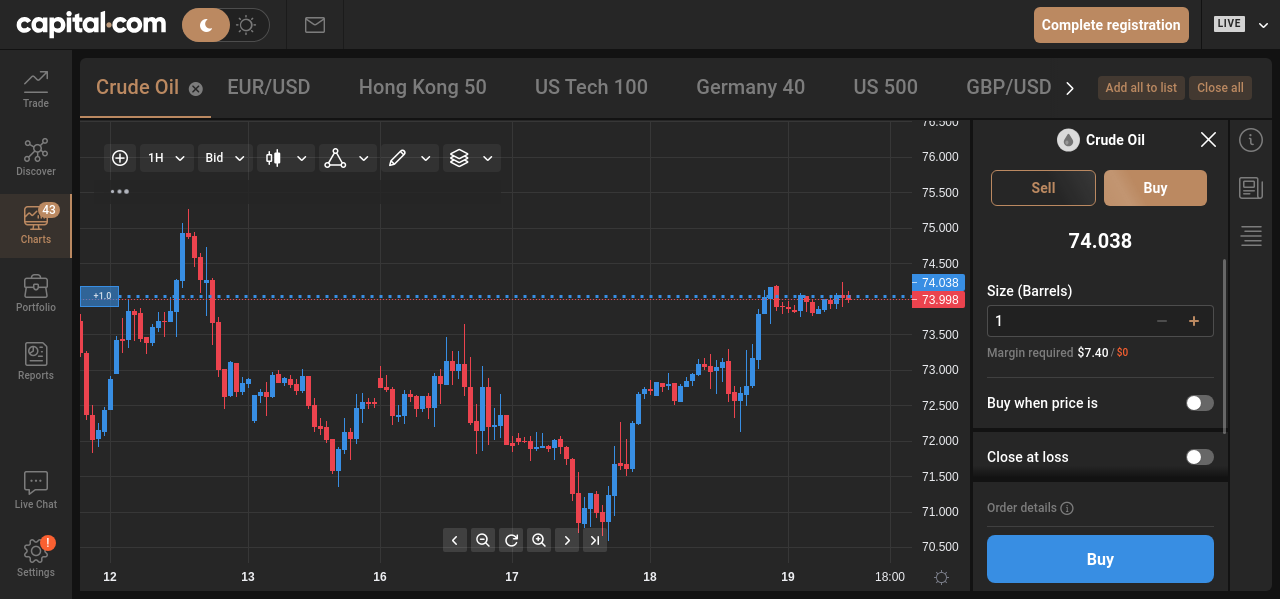 capital.com
Complete registration
LIVE
Trade
Discover
43
Charts
Portfolio
Reports
Live Chat
!
Settings
Crude Oil
EUR/USD
Hong Kong 50
US Tech 100
Germany 40
US 500
GBP/USD
Add all to list
Close all
1H
Bid
+1.0
76.500
76.000
75.500
75.000
74.500
74.038
73.998
73.500
73.000
72.500
72.000
71.500
71.000
70.500
12
13
16
17
18
19
18:00
Crude Oil
Sell
Buy
74.038
Size (Barrels)
1
Margin required $7.40 / $0
Buy when price is
Close at loss
Order details
Buy